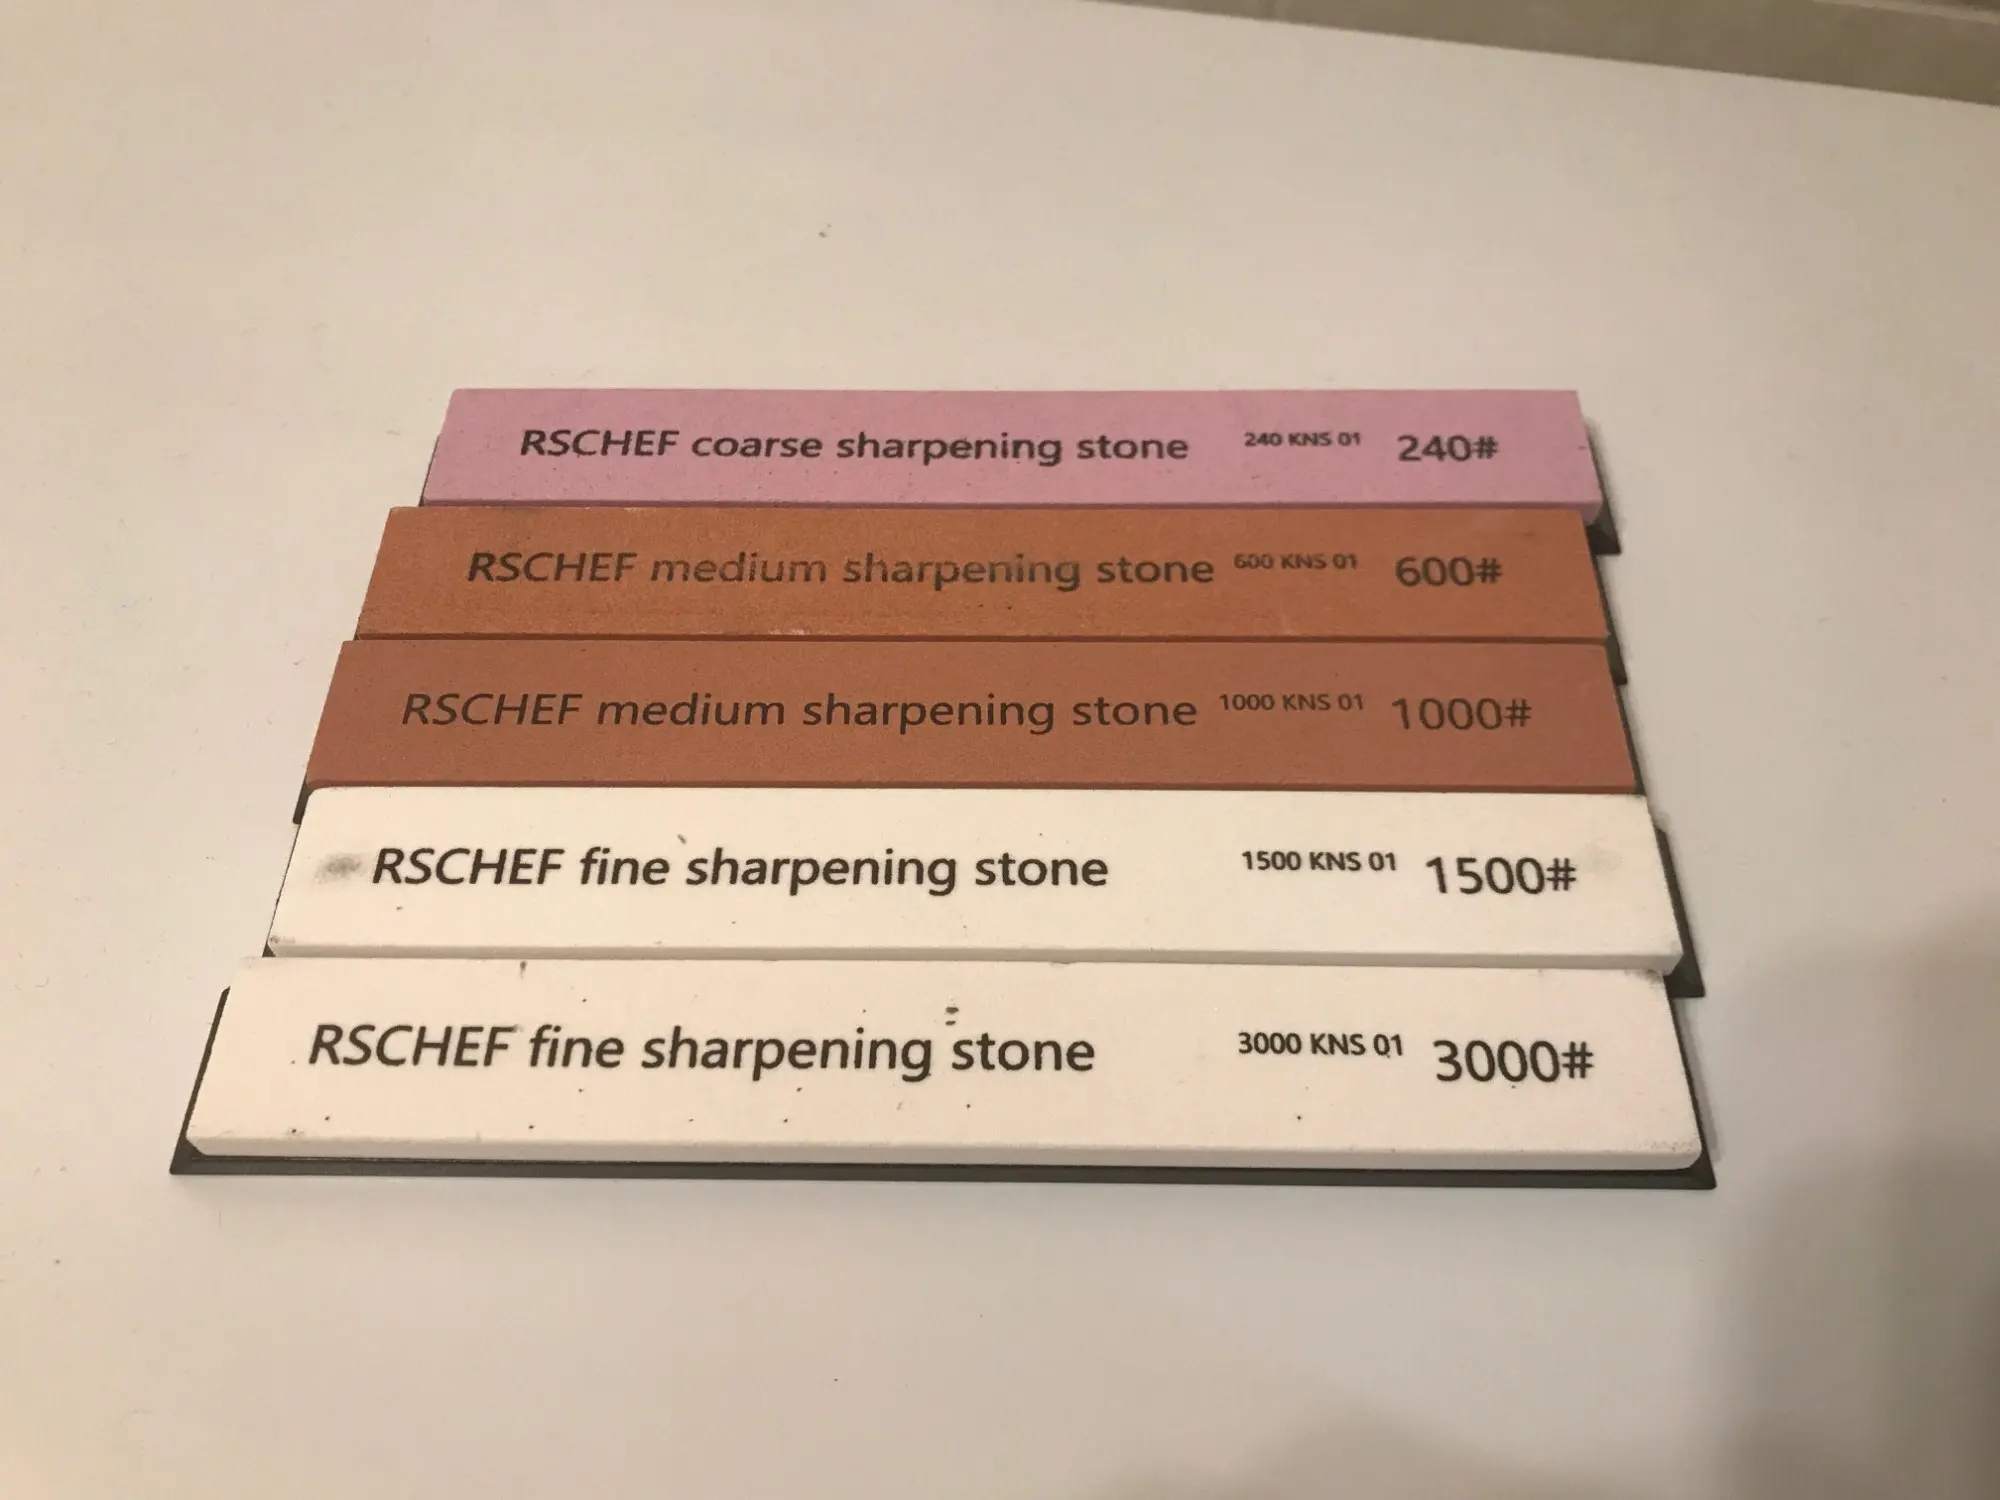 RSCHEF coarse sharpening stone 240 KNS 01 240#
RSCHEF medium sharpening stone 600 KNS 01 600#
RSCHEF medium sharpening stone 1000 KNS 01 1000#
RSCHEF fine sharpening stone 1500 KNS 01 1500#
RSCHEF fine sharpening stone 3000 KNS 01 3000#